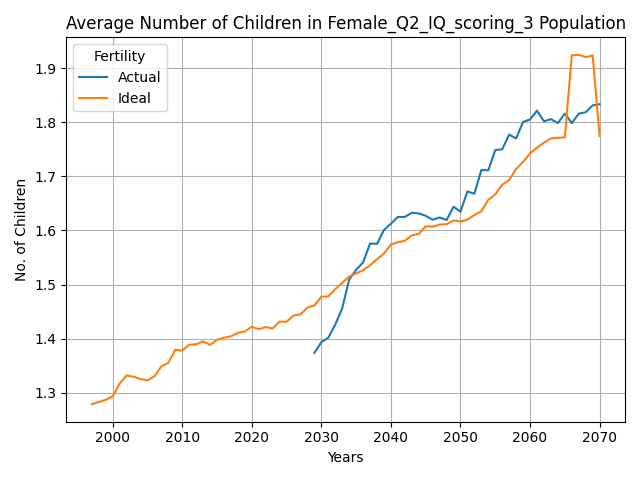 Average Number of Children in Female_Q2_IQ_scoring_3 Population
Fertility
Actual
Ideal
No. of Children
1.9
1.8
1.7
1.6
1.5
1.4
1.3
2000
2010
2020
2030
2040
2050
2060
2070
Years